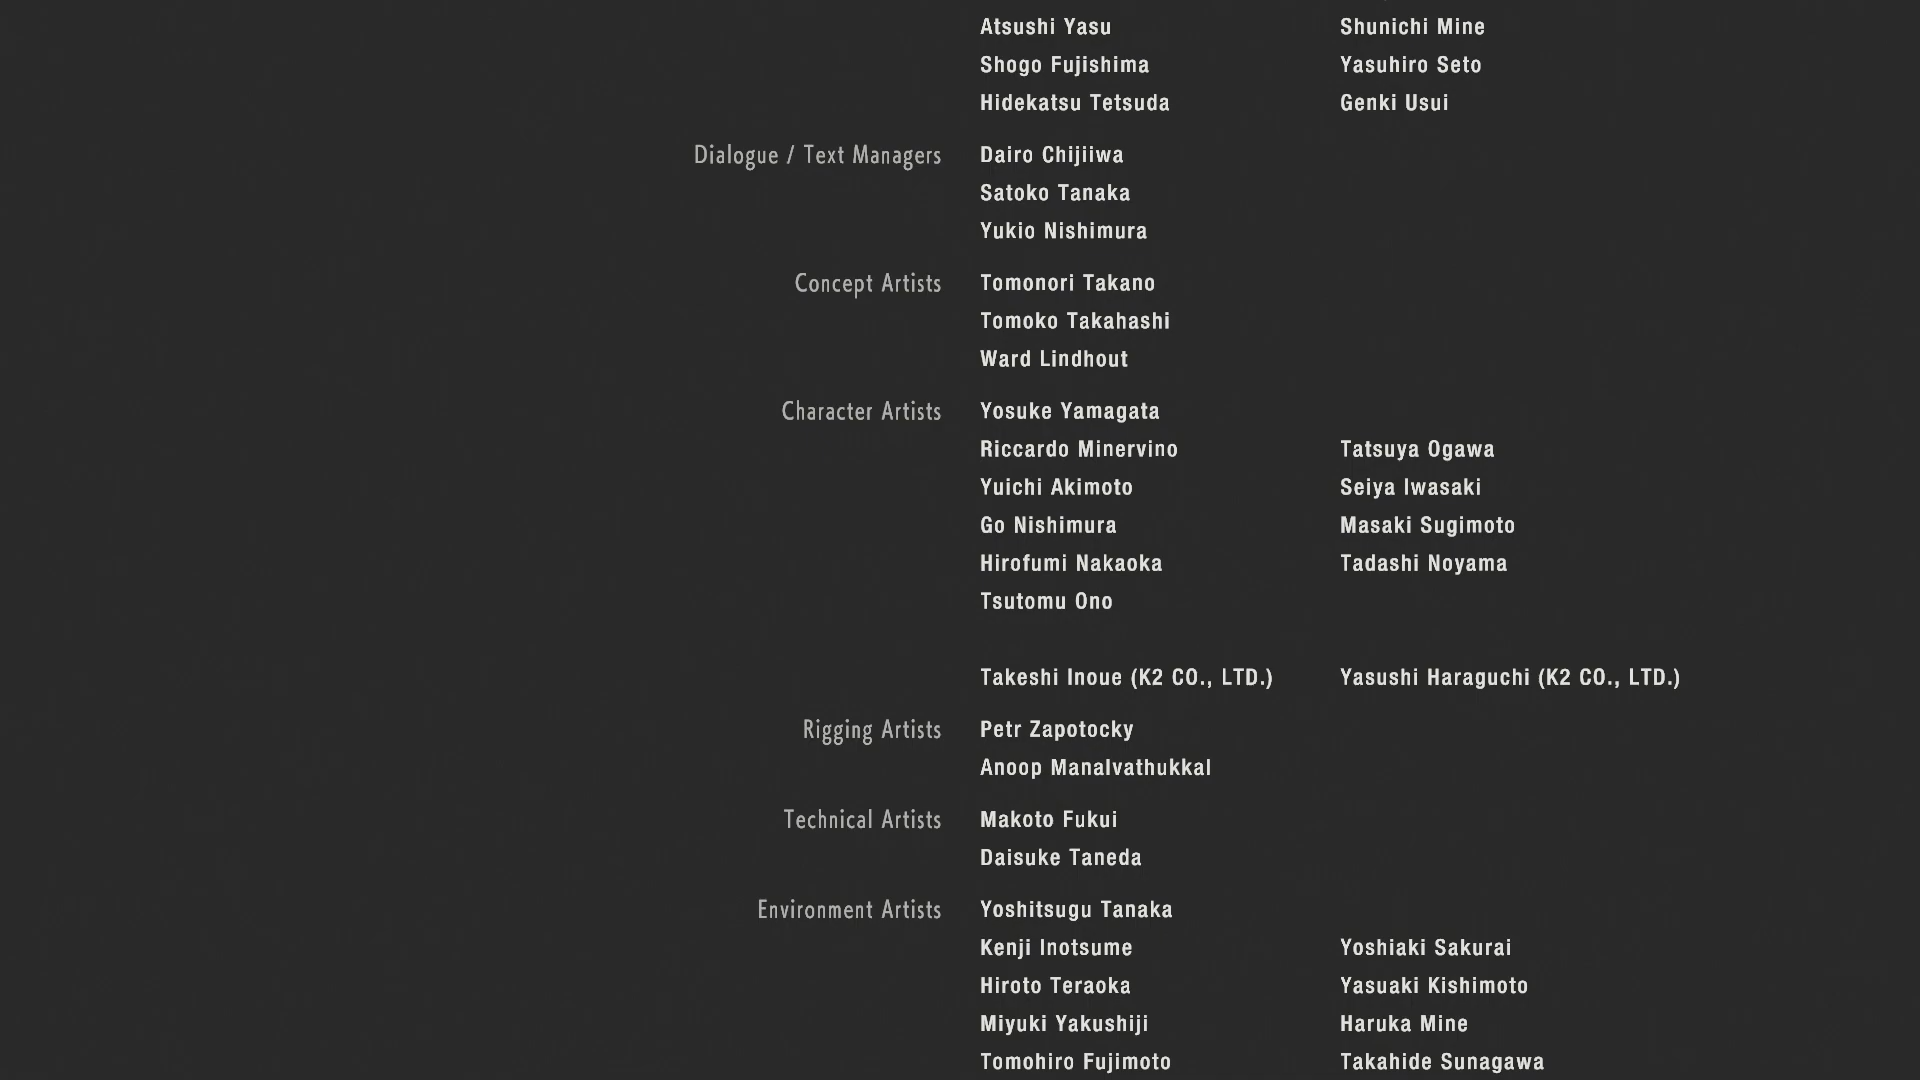 Atsushi Yasu Shunichi Mine
Shogo Fujishima Yasuhiro Seto
Hidekatsu Tetsuda Genki Usui
Dialogue / Text Managers Dairo Chijiiwa
Satoko Tanaka
Yukio Nishimura
Concept Artists Tomonori Takano
Tomoko Takahashi
Ward Lindhout
Character Artists Yosuke Yamagata
Riccardo Minervino Tatsuya Ogawa
Yuichi Akimoto Seiya Iwasaki
Go Nishimura Masaki Sugimoto
Hirofumi Nakaoka Tadashi Noyama
Tsutomu Ono
Takeshi Inoue (K2 CO., LTD.) Yasushi Haraguchi (K2 CO., LTD.)
Rigging Artists Petr Zapotocky
Anoop Manalvathukkal
Technical Artists Makoto Fukui
Daisuke Taneda
Environment Artists Yoshitsugu Tanaka
Kenji Inotsume Yoshiaki Sakurai
Hiroto Teraoka Yasuaki Kishimoto
Miyuki Yakushiji Haruka Mine
Tomohiro Fujimoto Takahide Sunagawa